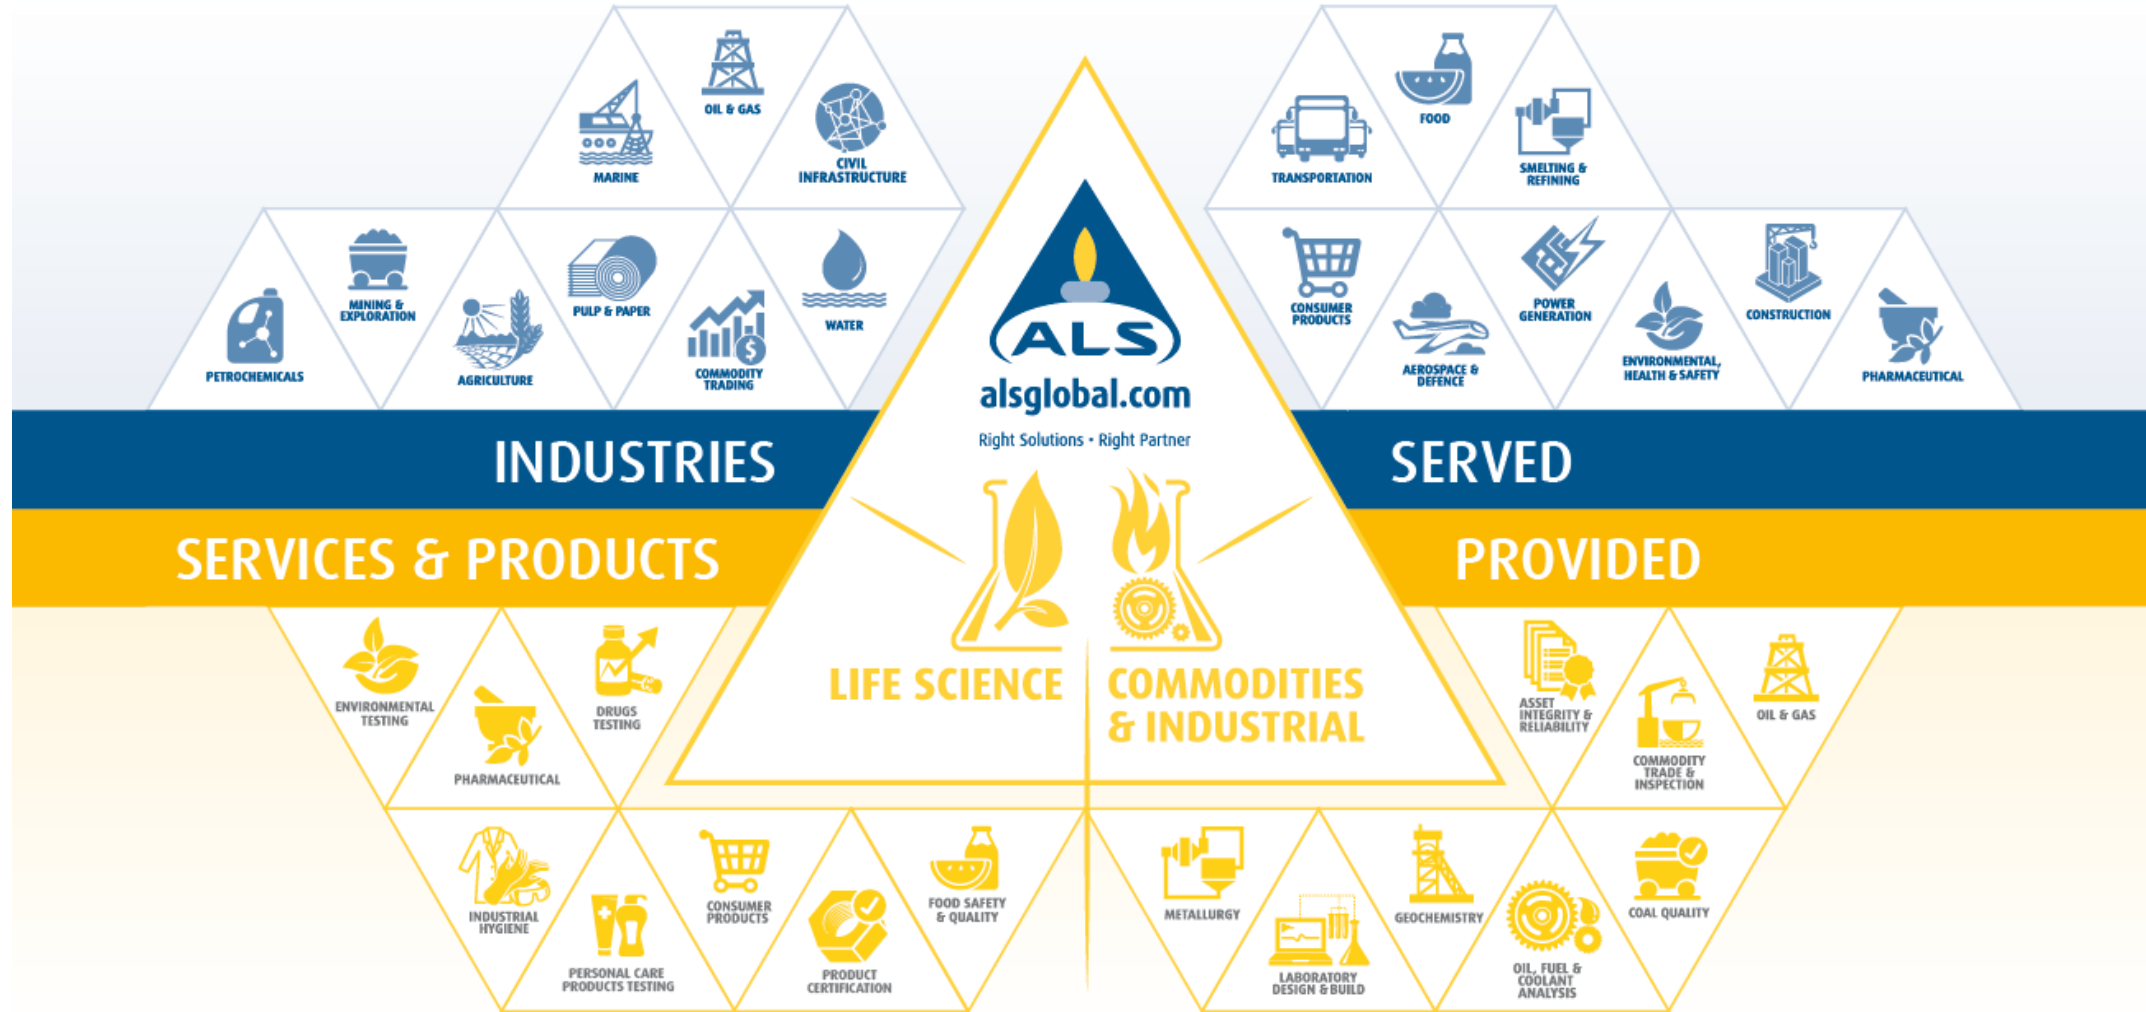 OIL & GAS
MARINE
CIVIL
INFRASTRUCTURE
MINING &
EXPLORATION
PULP & PAPER
WATER
PETROCHEMICALS
AGRICULTURE
COMMODITY
TRADING
FOOD
TRANSPORTATION
SMELTING &
REFINING
CONSUMER
PRODUCTS
POWER
GENERATION
CONSTRUCTION
AEROSPACE &
DEFENCE
ENVIRONMENTAL,
HEALTH & SAFETY
PHARMACEUTICAL
ALS
alsglobal.com
Right Solutions • Right Partner
INDUSTRIES
SERVED
SERVICES & PRODUCTS
PROVIDED
LIFE SCIENCE
COMMODITIES
& INDUSTRIAL
ENVIRONMENTAL
TESTING
DRUGS
TESTING
PHARMACEUTICAL
INDUSTRIAL
HYGIENE
CONSUMER
PRODUCTS
FOOD SAFETY
& QUALITY
PERSONAL CARE
PRODUCTS TESTING
PRODUCT
CERTIFICATION
ASSET
INTEGRITY &
RELIABILITY
OIL & GAS
COMMODITY
TRADE &
INSPECTION
METALLURGY
GEOCHEMISTRY
COAL QUALITY
LABORATORY
DESIGN & BUILD
OIL, FUEL &
COOLANT
ANALYSIS